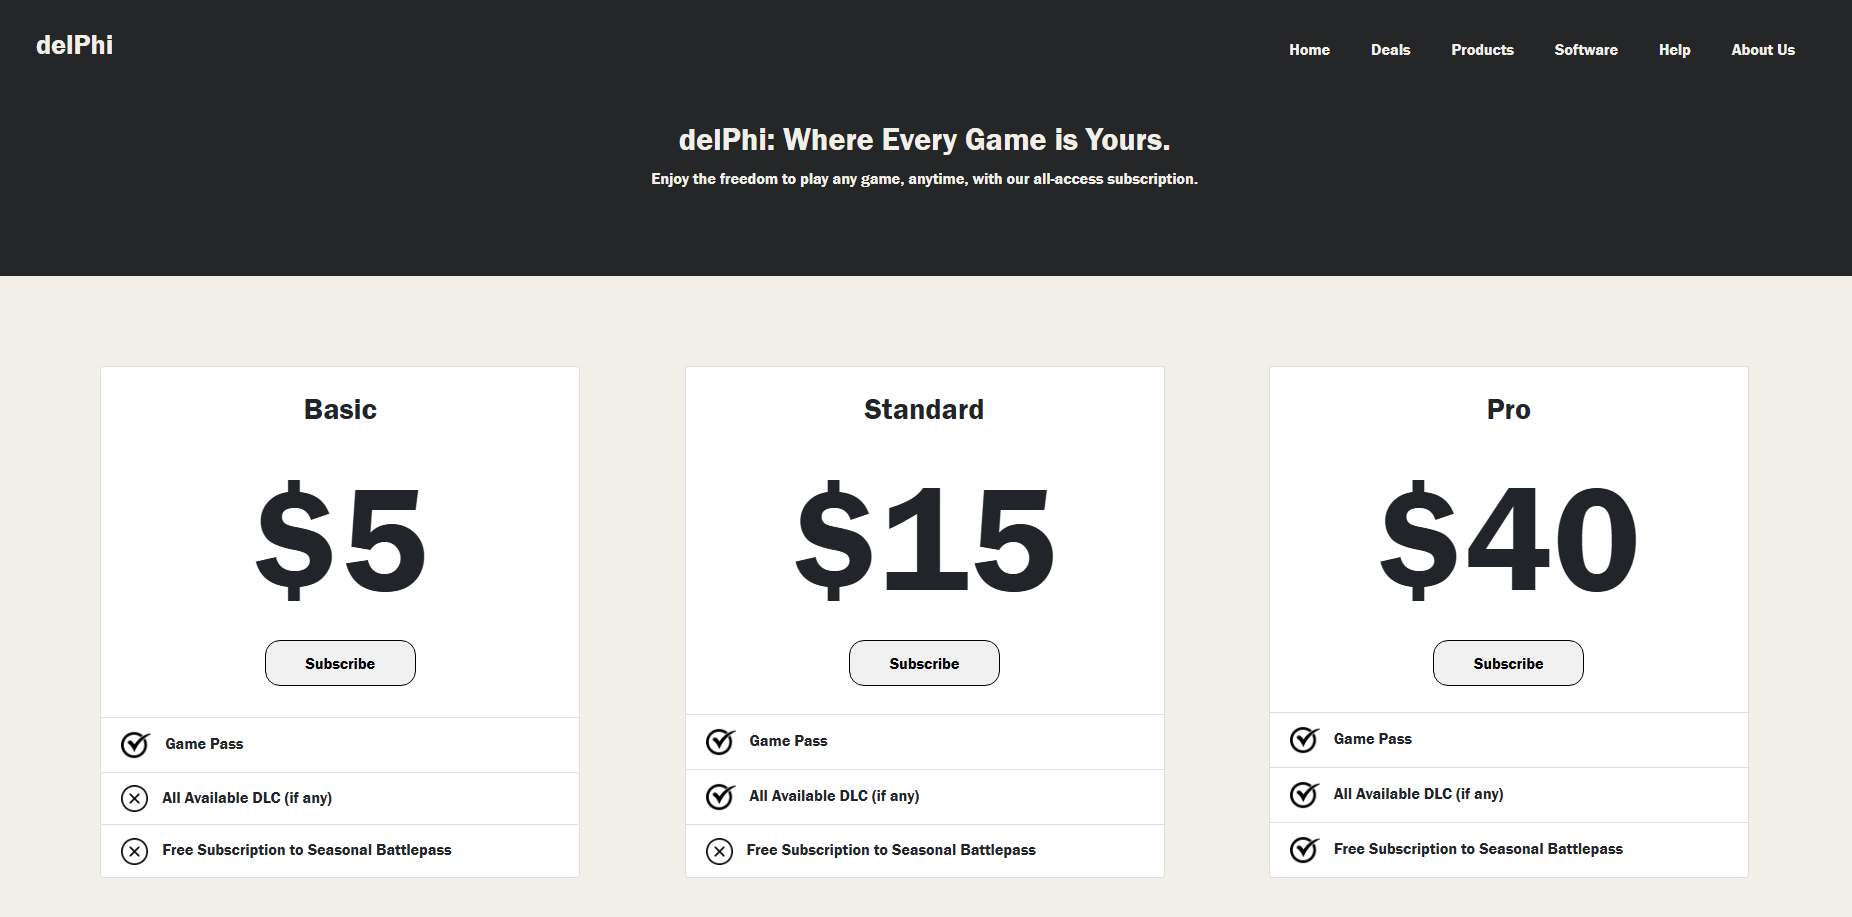 delPhi
Home Deals Products Software Help About Us
delPhi: Where Every Game is Yours.
Enjoy the freedom to play any game, anytime, with our all-access subscription.
Basic
$5
Subscribe
Game Pass
All Available DLC (if any)
Free Subscription to Seasonal Battlepass
Standard
$15
Subscribe
Game Pass
All Available DLC (if any)
Free Subscription to Seasonal Battlepass
Pro
$40
Subscribe
Game Pass
All Available DLC (if any)
Free Subscription to Seasonal Battlepass